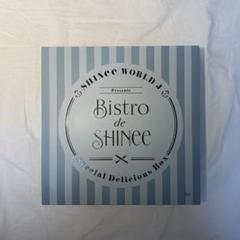 SHINee WORLD J
Presents
Bistro
de
SHINee
Special Delicious Box